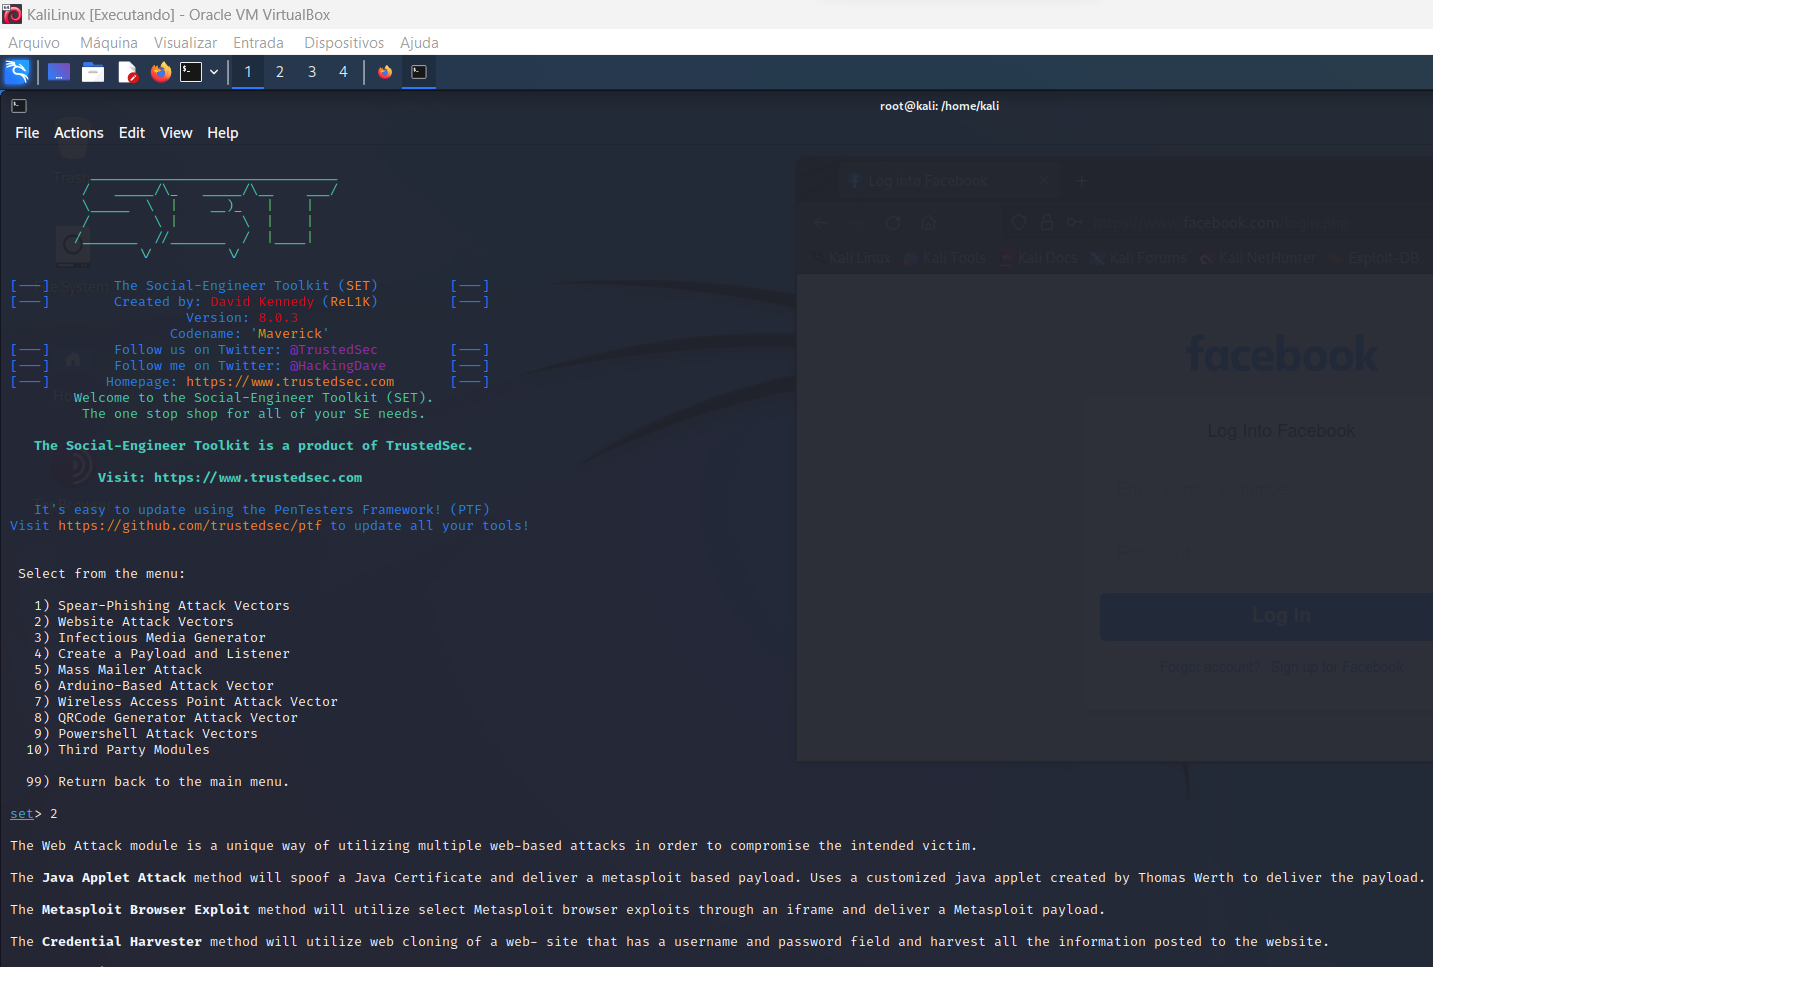 KaliLinux [Executando] - Oracle VM VirtualBox
Arquivo Máquina Visualizar Entrada Dispositivos Ajuda
1 2 3 4
root@kali: /home/kali
File Actions Edit View Help
Trash
Log into Facebook
https://www.facebook.com/login.php
Kali Linux Kali Tools Kali Docs Kali Forums Kali NetHunter Exploit-DB
[---] The Social-Engineer Toolkit (SET) [---]
[---] Created by: David Kennedy (ReL1K) [---]
Version: 8.0.3
Codename: 'Maverick'
[---] Follow us on Twitter: @TrustedSec [---]
[---] Follow me on Twitter: @HackingDave [---]
[---] Homepage: https://www.trustedsec.com [---]
Welcome to the Social-Engineer Toolkit (SET).
The one stop shop for all of your SE needs.
The Social-Engineer Toolkit is a product of TrustedSec.
Visit: https://www.trustedsec.com
It's easy to update using the PenTesters Framework! (PTF)
Visit https://github.com/trustedsec/ptf to update all your tools!
facebook
Log Into Facebook
Log In
Forgot account? Sign up for Facebook
Select from the menu:
1) Spear-Phishing Attack Vectors
2) Website Attack Vectors
3) Infectious Media Generator
4) Create a Payload and Listener
5) Mass Mailer Attack
6) Arduino-Based Attack Vector
7) Wireless Access Point Attack Vector
8) QRCode Generator Attack Vector
9) Powershell Attack Vectors
10) Third Party Modules
99) Return back to the main menu.
set> 2
The Web Attack module is a unique way of utilizing multiple web-based attacks in order to compromise the intended victim.
The Java Applet Attack method will spoof a Java Certificate and deliver a metasploit based payload. Uses a customized java applet created by Thomas Werth to deliver the payload.
The Metasploit Browser Exploit method will utilize select Metasploit browser exploits through an iframe and deliver a Metasploit payload.
The Credential Harvester method will utilize web cloning of a web- site that has a username and password field and harvest all the information posted to the website.